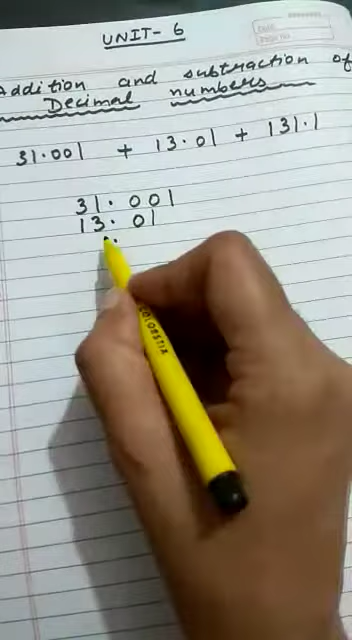 UNIT- 6
Addition and subtraction of
Decimal numbers
31.001 + 13.01 + 131.1
31.001
13.01